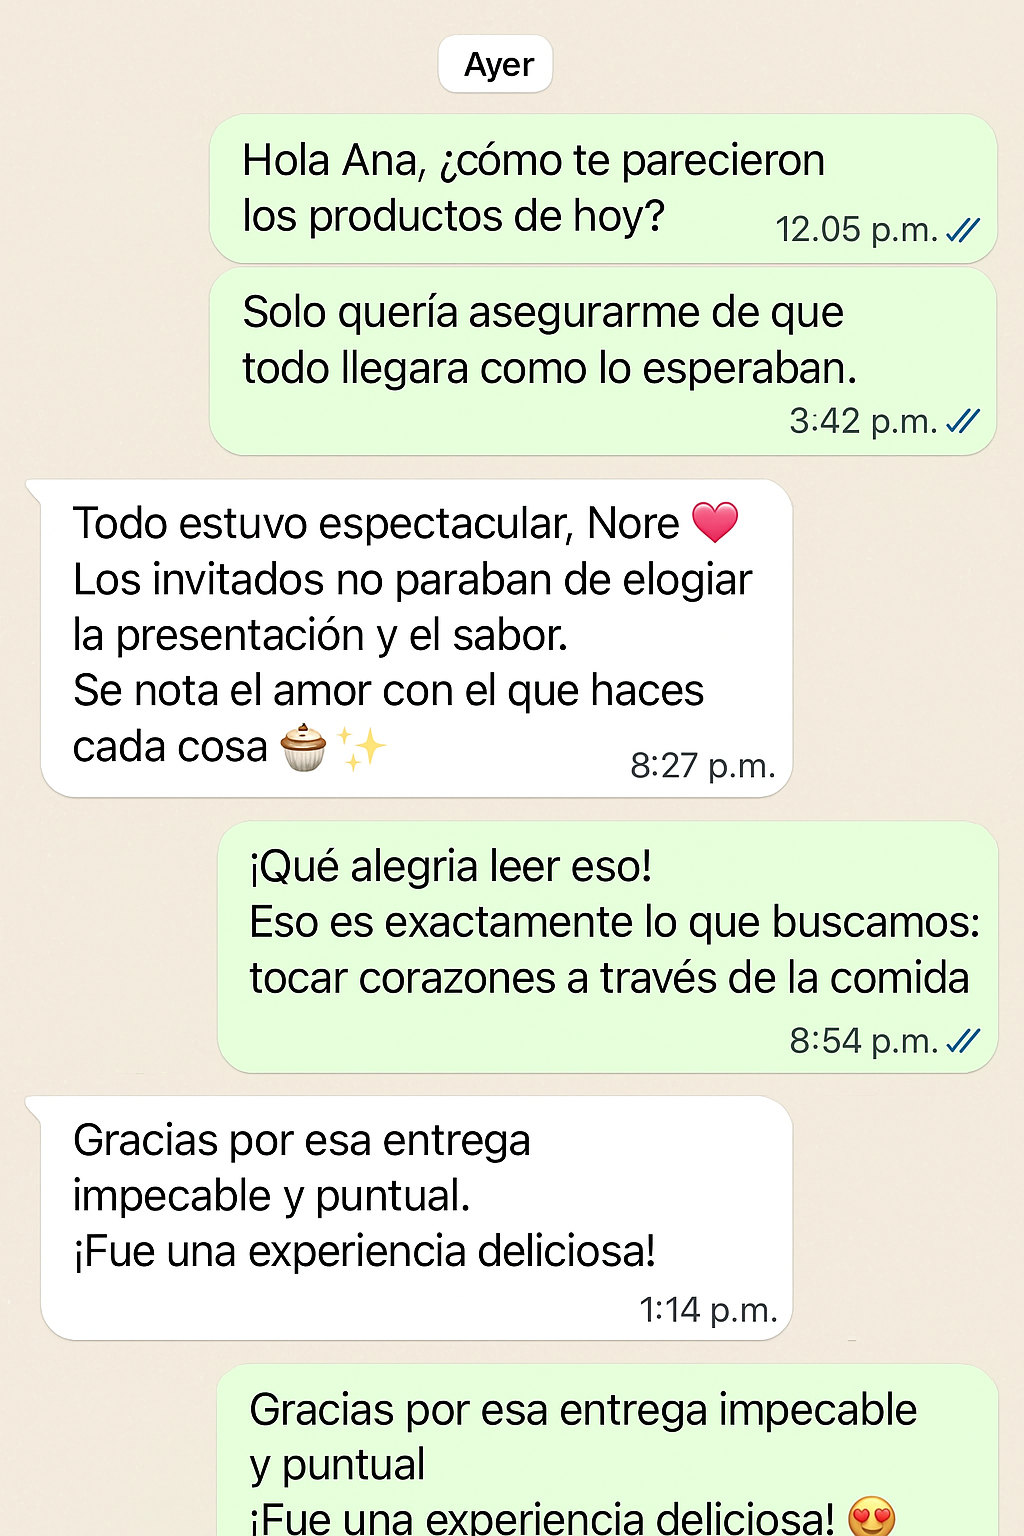 Ayer
Hola Ana, ¿cómo te parecieron
los productos de hoy?
12.05 p.m.
Solo quería asegurarme de que
todo llegara como lo esperaban.
3:42 p.m.
Todo estuvo espectacular, Nore ❤️
Los invitados no paraban de elogiar
la presentación y el sabor.
Se nota el amor con el que haces
cada cosa 🧁✨
8:27 p.m.
¡Qué alegria leer eso!
Eso es exactamente lo que buscamos:
tocar corazones a través de la comida
8:54 p.m.
Gracias por esa entrega
impecable y puntual.
¡Fue una experiencia deliciosa!
1:14 p.m.
Gracias por esa entrega impecable
y puntual
¡Fue una experiencia deliciosa! 😍